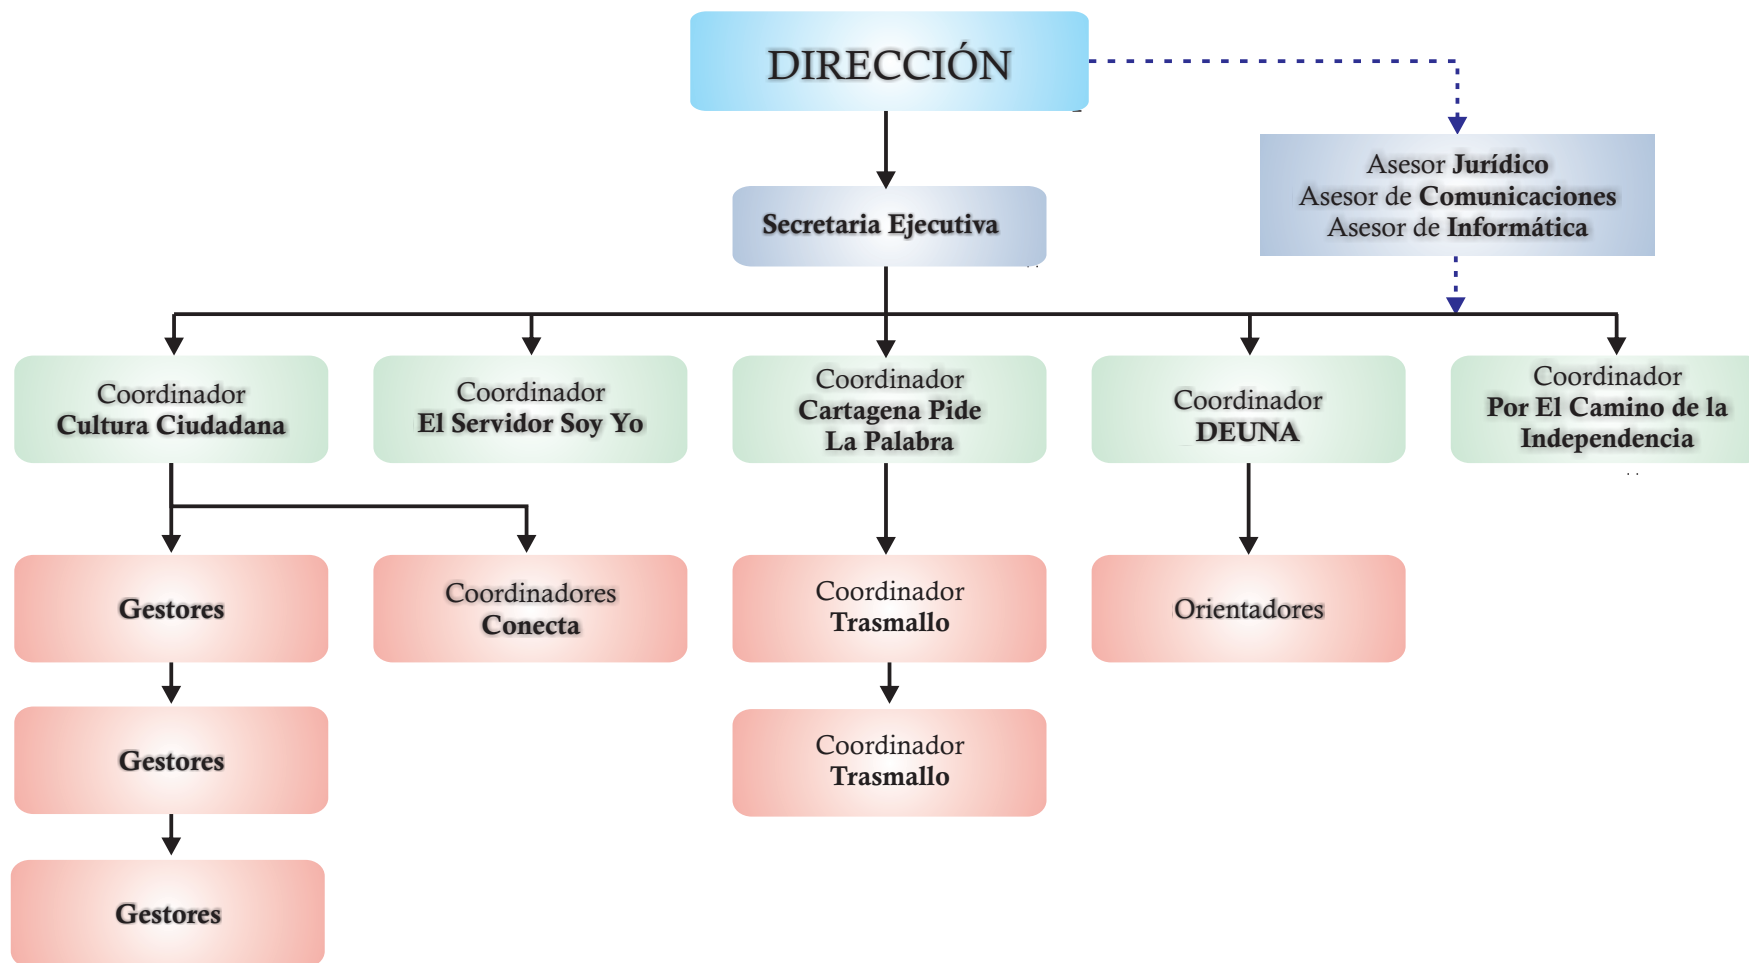 DIRECCIÓN
Asesor Jurídico
Asesor de Comunicaciones
Asesor de Informática
Secretaria Ejecutiva
Coordinador
Cultura Ciudadana
Coordinador
El Servidor Soy Yo
Coordinador
Cartagena Pide
La Palabra
Coordinador
DEUNA
Coordinador
Por El Camino de la
Independencia
Gestores
Coordinadores
Conecta
Coordinador
Trasmallo
Orientadores
Gestores
Coordinador
Trasmallo
Gestores